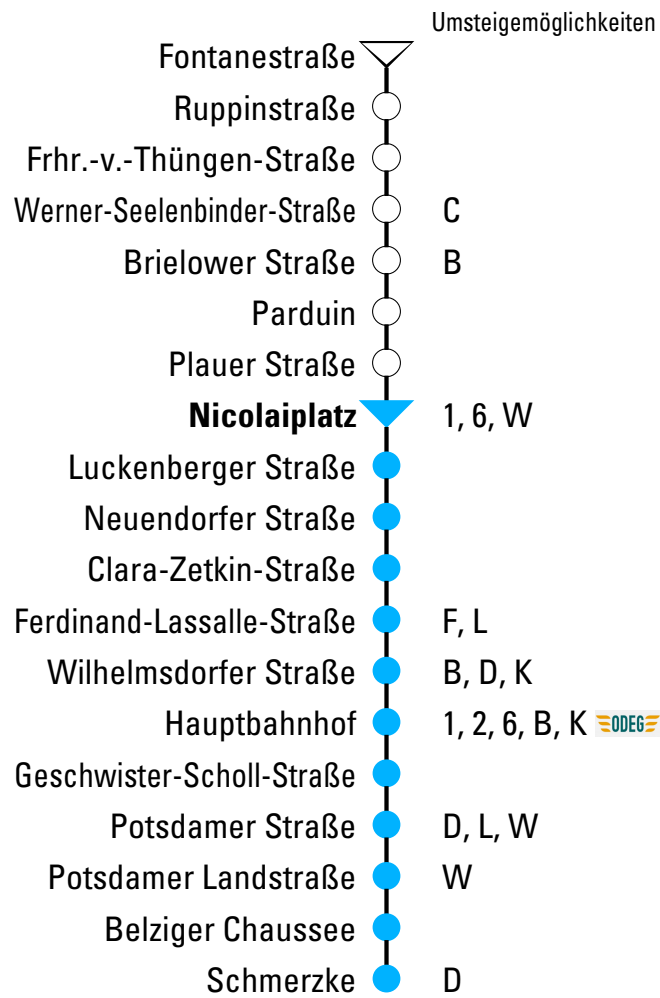 Umsteigemöglichkeiten
Fontanestraße
Ruppinstraße
Frhr.-v.-Thüngen-Straße
Werner-Seelenbinder-Straße C
Brielower Straße B
Parduin
Plauer Straße
Nicolaiplatz 1, 6, W
Luckenberger Straße
Neuendorfer Straße
Clara-Zetkin-Straße
Ferdinand-Lassalle-Straße F, L
Wilhelmsdorfer Straße B, D, K
Hauptbahnhof 1, 2, 6, B, K ODEG
Geschwister-Scholl-Straße
Potsdamer Straße D, L, W
Potsdamer Landstraße W
Belziger Chaussee
Schmerzke D